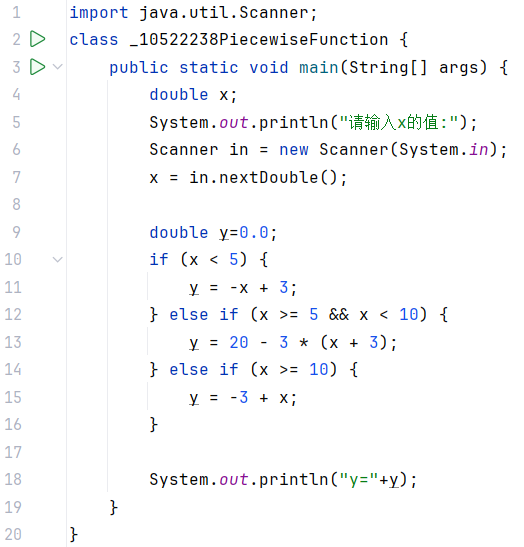 1 import java.util.Scanner;
2 class _10522238PiecewiseFunction {
3     public static void main(String[] args) {
4         double x;
5         System.out.println("请输入x的值:");
6         Scanner in = new Scanner(System.in);
7         x = in.nextDouble();
8
9         double y=0.0;
10         if (x < 5) {
11             y = -x + 3;
12         } else if (x >= 5 && x < 10) {
13             y = 20 - 3 * (x + 3);
14         } else if (x >= 10) {
15             y = -3 + x;
16         }
17
18         System.out.println("y="+y);
19     }
20 }